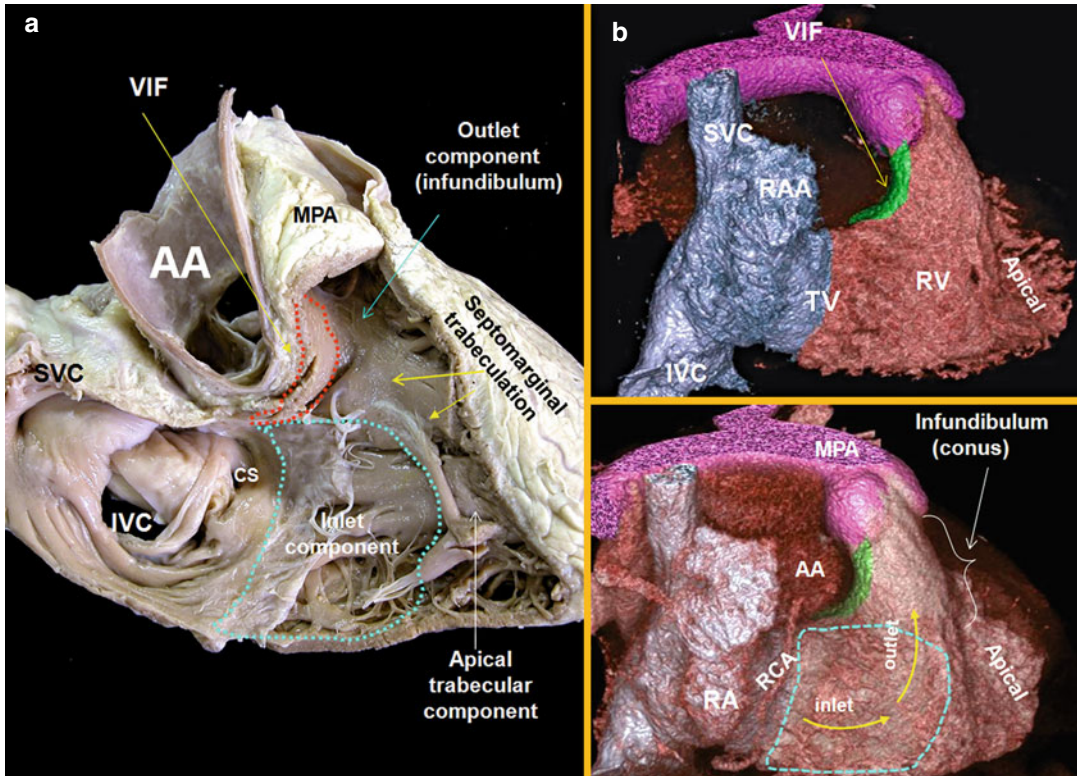 a
VIF
Outlet
component
(infundibulum)
MPA
AA
Septomarginal
trabeculation
SVC
CS
IVC
Inlet
component
Apical
trabecular
component
b
VIF
SVC
RAA
TV
RV
Apical
IVC
Infundibulum
(conus)
MPA
AA
RCA
RA
inlet
outlet
Apical